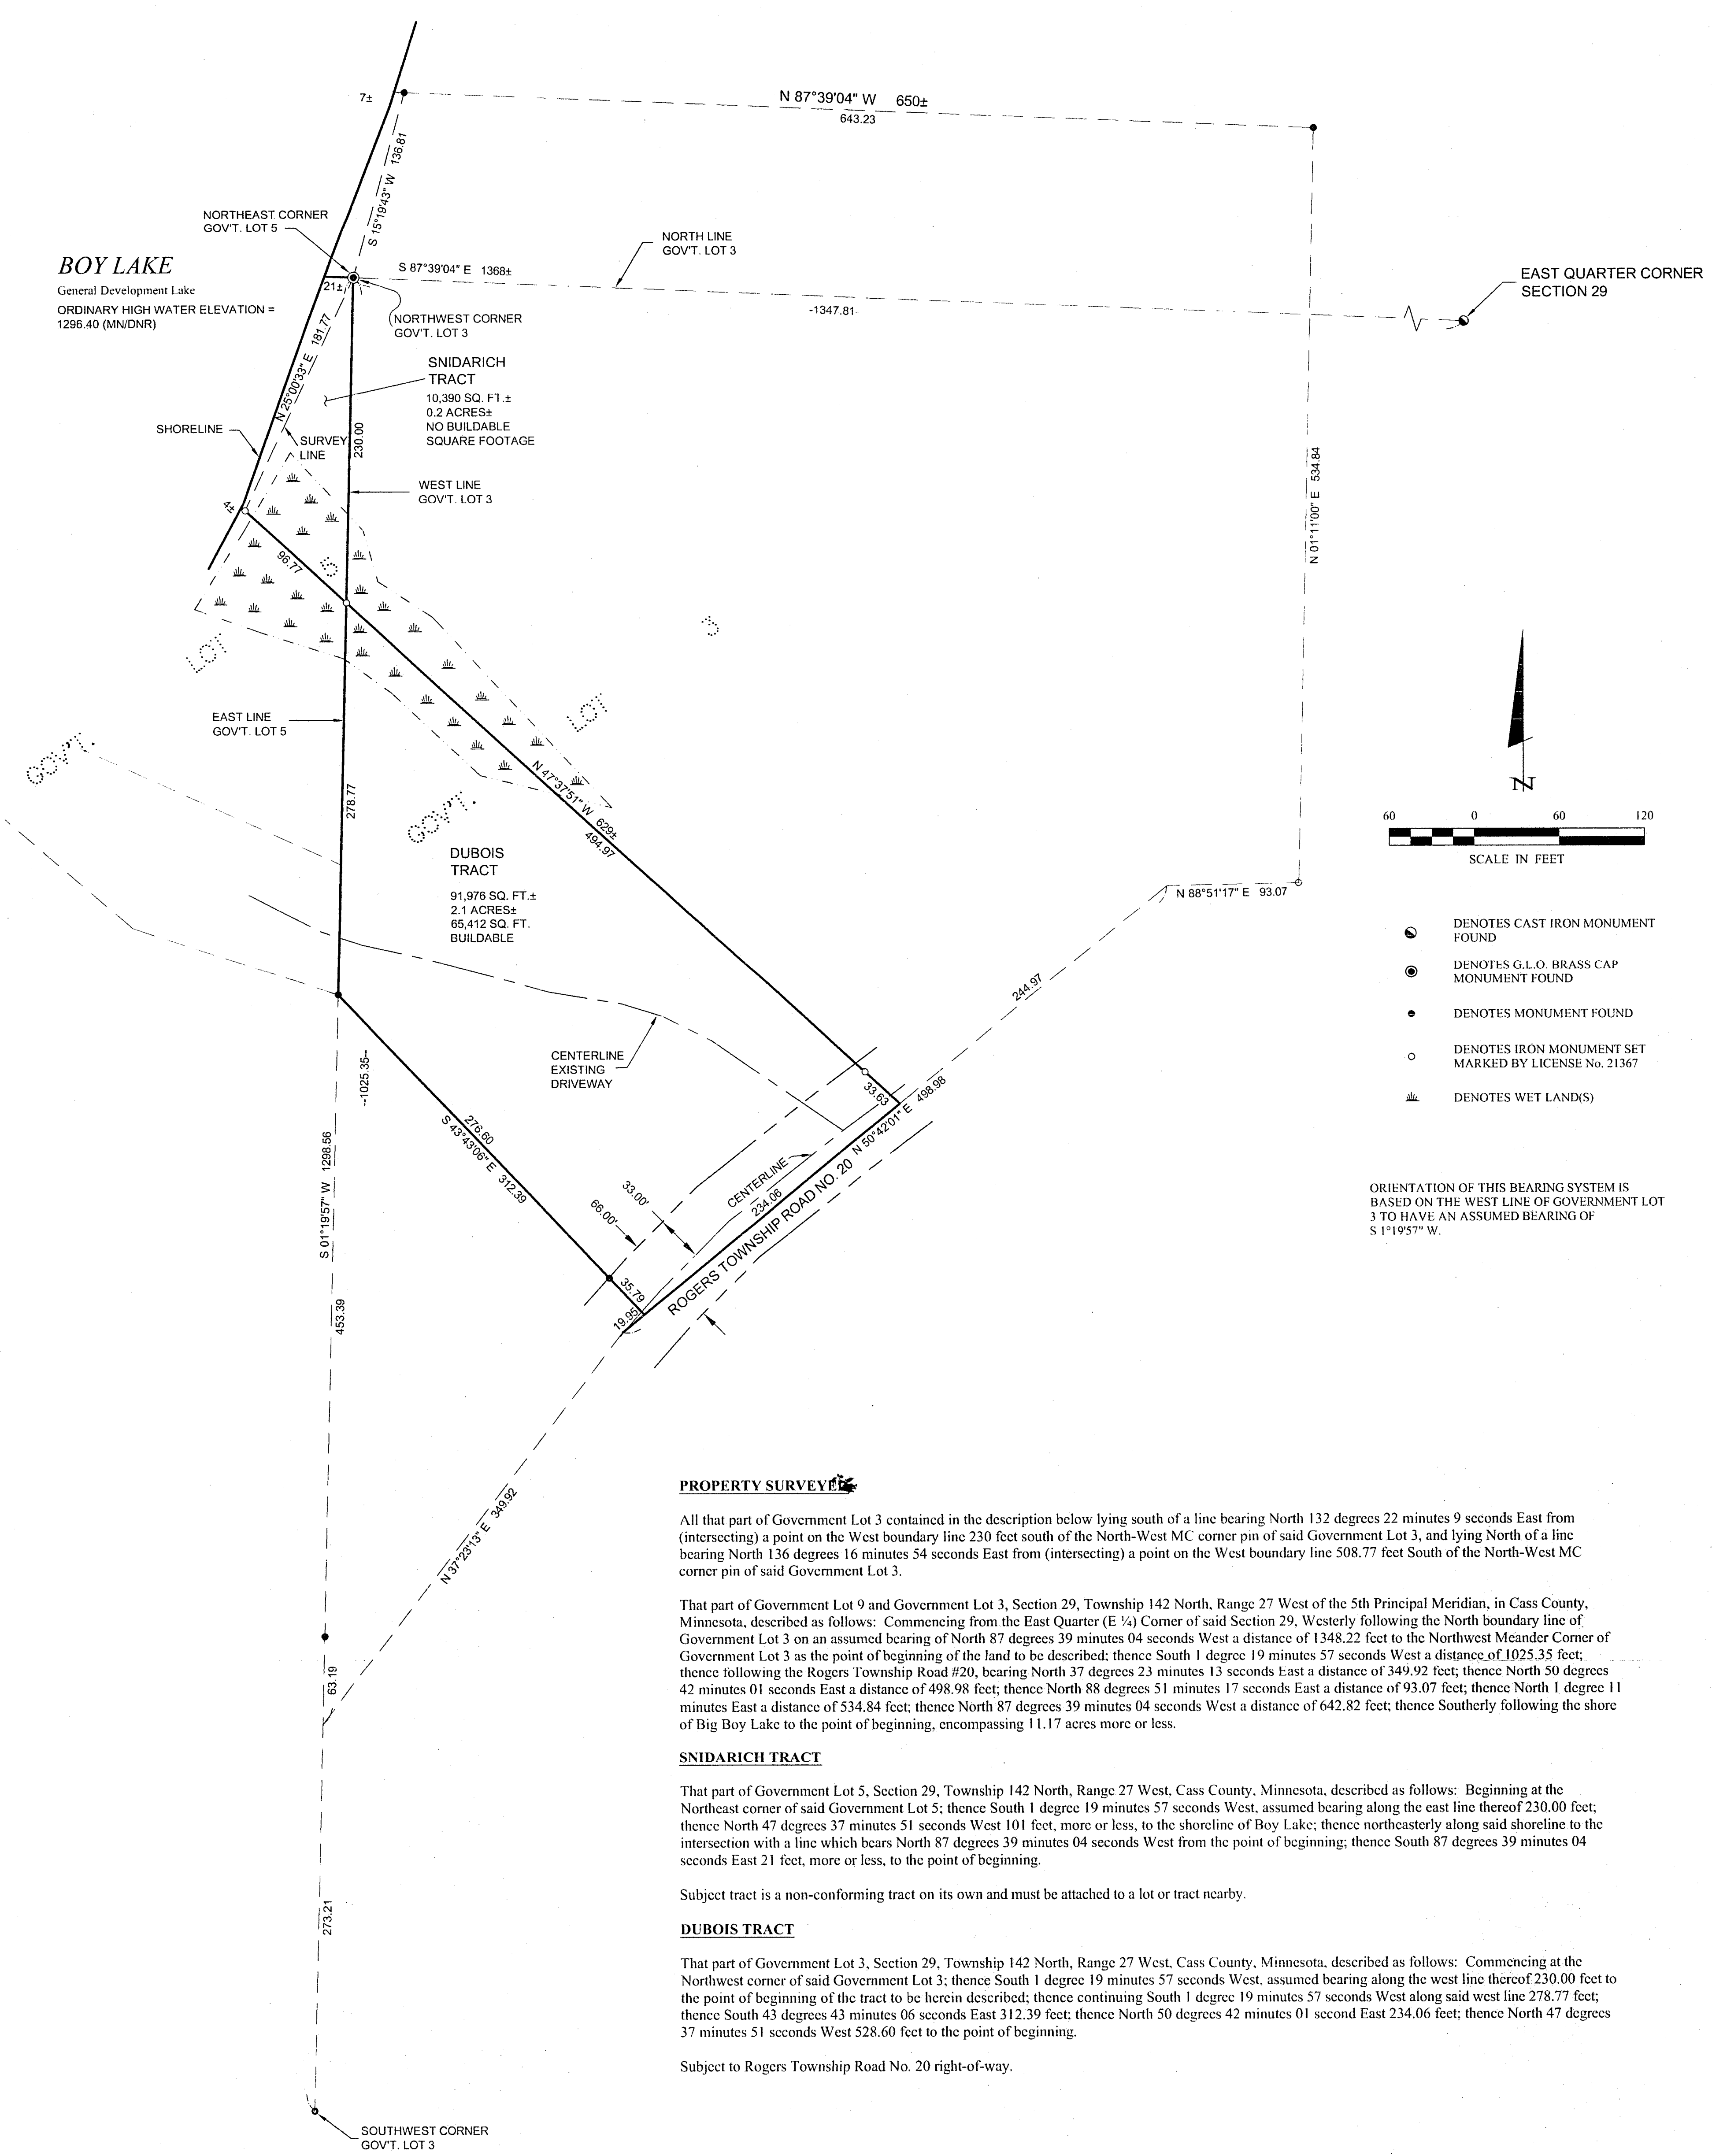 N 87°39'04" W 650±
643.23
7±
S 15°19'43" W 136.81
NORTHEAST CORNER
GOV'T. LOT 5
NORTH LINE
GOV'T. LOT 3
BOY LAKE
General Development Lake
ORDINARY HIGH WATER ELEVATION =
1296.40 (MN/DNR)
S 87°39'04" E 1368±
21±
-1347.81-
EAST QUARTER CORNER
SECTION 29
NORTHWEST CORNER
GOV'T. LOT 3
N 25°00'33" E 181.77
SNIDARICH
TRACT
10,390 SQ. FT.±
0.2 ACRES±
NO BUILDABLE
SQUARE FOOTAGE
SHORELINE
SURVEY
LINE
230.00
WEST LINE
GOV'T. LOT 3
N 01°11'00" E 534.84
4±
96.77
5
LOT
3
LOT
EAST LINE
GOV'T. LOT 5
GOV'T.
GOV'T.
278.77
N 47°37'51" W 629±
494.97
DUBOIS
TRACT
91,976 SQ. FT.±
2.1 ACRES±
65,412 SQ. FT.
BUILDABLE
N
60 0 60 120
SCALE IN FEET
N 88°51'17" E 93.07
244.97
DENOTES CAST IRON MONUMENT
FOUND
DENOTES G.L.O. BRASS CAP
MONUMENT FOUND
DENOTES MONUMENT FOUND
DENOTES IRON MONUMENT SET
MARKED BY LICENSE No. 21367
DENOTES WET LAND(S)
CENTERLINE
EXISTING
DRIVEWAY
--1025.35--
33.63
N 50°42'01" E 498.98
276.60
S 43°43'06" E 312.39
S 01°19'57" W 1298.56
CENTERLINE
234.06
ROGERS TOWNSHIP ROAD NO. 20
33.00'
66.00'
35.79
19.95
453.39
ORIENTATION OF THIS BEARING SYSTEM IS
BASED ON THE WEST LINE OF GOVERNMENT LOT
3 TO HAVE AN ASSUMED BEARING OF
S 1°19'57" W.
N 37°23'13" E 349.92
63.19
273.21
SOUTHWEST CORNER
GOV'T. LOT 3
PROPERTY SURVEYED
All that part of Government Lot 3 contained in the description below lying south of a line bearing North 132 degrees 22 minutes 9 seconds East from
(intersecting) a point on the West boundary line 230 feet south of the North-West MC corner pin of said Government Lot 3, and lying North of a line
bearing North 136 degrees 16 minutes 54 seconds East from (intersecting) a point on the West boundary line 508.77 feet South of the North-West MC
corner pin of said Government Lot 3.
That part of Government Lot 9 and Government Lot 3, Section 29, Township 142 North, Range 27 West of the 5th Principal Meridian, in Cass County,
Minnesota, described as follows: Commencing from the East Quarter (E ¼) Corner of said Section 29, Westerly following the North boundary line of
Government Lot 3 on an assumed bearing of North 87 degrees 39 minutes 04 seconds West a distance of 1348.22 feet to the Northwest Meander Corner of
Government Lot 3 as the point of beginning of the land to be described; thence South 1 degree 19 minutes 57 seconds West a distance of 1025.35 feet;
thence following the Rogers Township Road #20, bearing North 37 degrees 23 minutes 13 seconds East a distance of 349.92 feet; thence North 50 degrees
42 minutes 01 seconds East a distance of 498.98 feet; thence North 88 degrees 51 minutes 17 seconds East a distance of 93.07 feet; thence North 1 degree 11
minutes East a distance of 534.84 feet; thence North 87 degrees 39 minutes 04 seconds West a distance of 642.82 feet; thence Southerly following the shore
of Big Boy Lake to the point of beginning, encompassing 11.17 acres more or less.
SNIDARICH TRACT
That part of Government Lot 5, Section 29, Township 142 North, Range 27 West, Cass County, Minnesota, described as follows: Beginning at the
Northeast corner of said Government Lot 5; thence South 1 degree 19 minutes 57 seconds West, assumed bearing along the east line thereof 230.00 feet;
thence North 47 degrees 37 minutes 51 seconds West 101 feet, more or less, to the shoreline of Boy Lake; thence northeasterly along said shoreline to the
intersection with a line which bears North 87 degrees 39 minutes 04 seconds West from the point of beginning; thence South 87 degrees 39 minutes 04
seconds East 21 feet, more or less, to the point of beginning.
Subject tract is a non-conforming tract on its own and must be attached to a lot or tract nearby.
DUBOIS TRACT
That part of Government Lot 3, Section 29, Township 142 North, Range 27 West, Cass County, Minnesota, described as follows: Commencing at the
Northwest corner of said Government Lot 3; thence South 1 degree 19 minutes 57 seconds West, assumed bearing along the west line thereof 230.00 feet to
the point of beginning of the tract to be herein described; thence continuing South 1 degree 19 minutes 57 seconds West along said west line 278.77 feet;
thence South 43 degrees 43 minutes 06 seconds East 312.39 feet; thence North 50 degrees 42 minutes 01 second East 234.06 feet; thence North 47 degrees
37 minutes 51 seconds West 528.60 feet to the point of beginning.
Subject to Rogers Township Road No. 20 right-of-way.